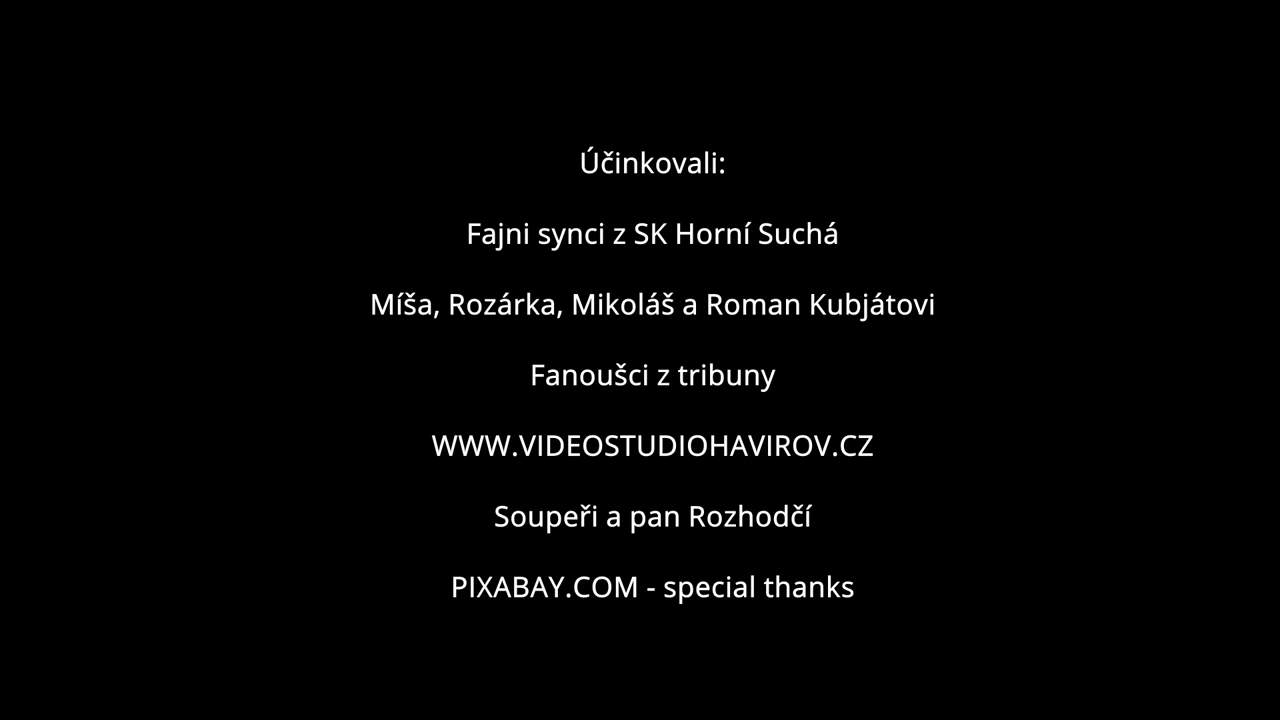 Účinkovali:
Fajni synci z SK Horní Suchá
Míša, Rozárka, Mikoláš a Roman Kubjátovi
Fanoušci z tribuny
WWW.VIDEOSTUDIOHAVIROV.CZ
Soupeři a pan Rozhodčí
PIXABAY.COM - special thanks